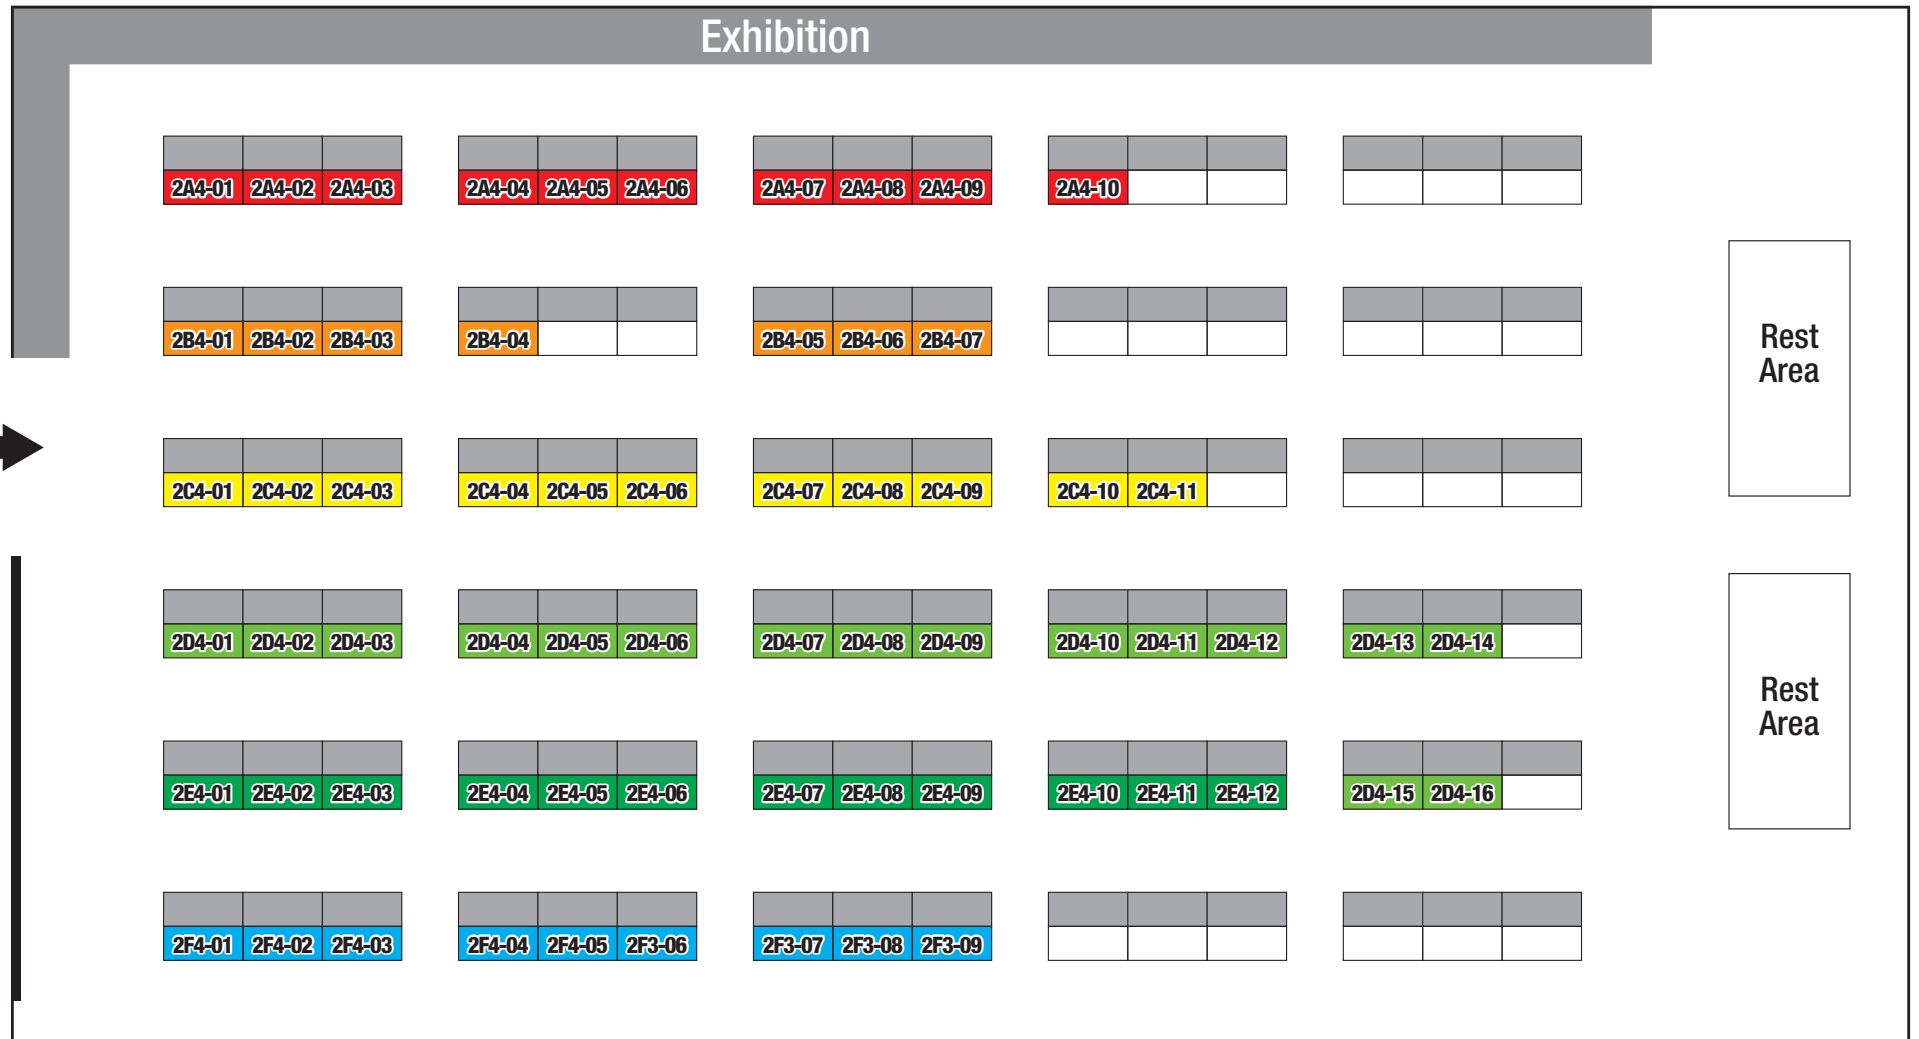 Exhibition
2A4-01 2A4-02 2A4-03 2A4-04 2A4-05 2A4-06 2A4-07 2A4-08 2A4-09 2A4-10
2B4-01 2B4-02 2B4-03 2B4-04 2B4-05 2B4-06 2B4-07
Rest
Area
2C4-01 2C4-02 2C4-03 2C4-04 2C4-05 2C4-06 2C4-07 2C4-08 2C4-09 2C4-10 2C4-11
2D4-01 2D4-02 2D4-03 2D4-04 2D4-05 2D4-06 2D4-07 2D4-08 2D4-09 2D4-10 2D4-11 2D4-12 2D4-13 2D4-14
Rest
Area
2E4-01 2E4-02 2E4-03 2E4-04 2E4-05 2E4-06 2E4-07 2E4-08 2E4-09 2E4-10 2E4-11 2E4-12 2D4-15 2D4-16
2F4-01 2F4-02 2F4-03 2F4-04 2F4-05 2F3-06 2F3-07 2F3-08 2F3-09